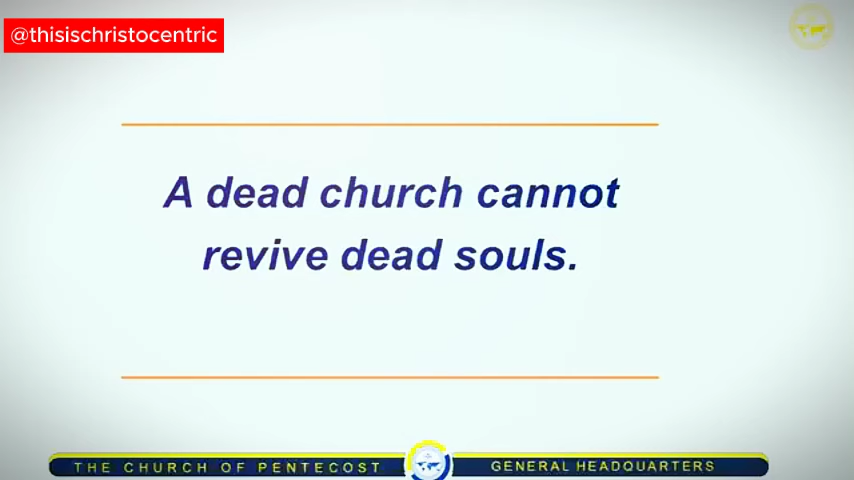 @thisischristocentric
A dead church cannot
revive dead souls.
THE CHURCH OF PENTECOST GENERAL HEADQUARTERS